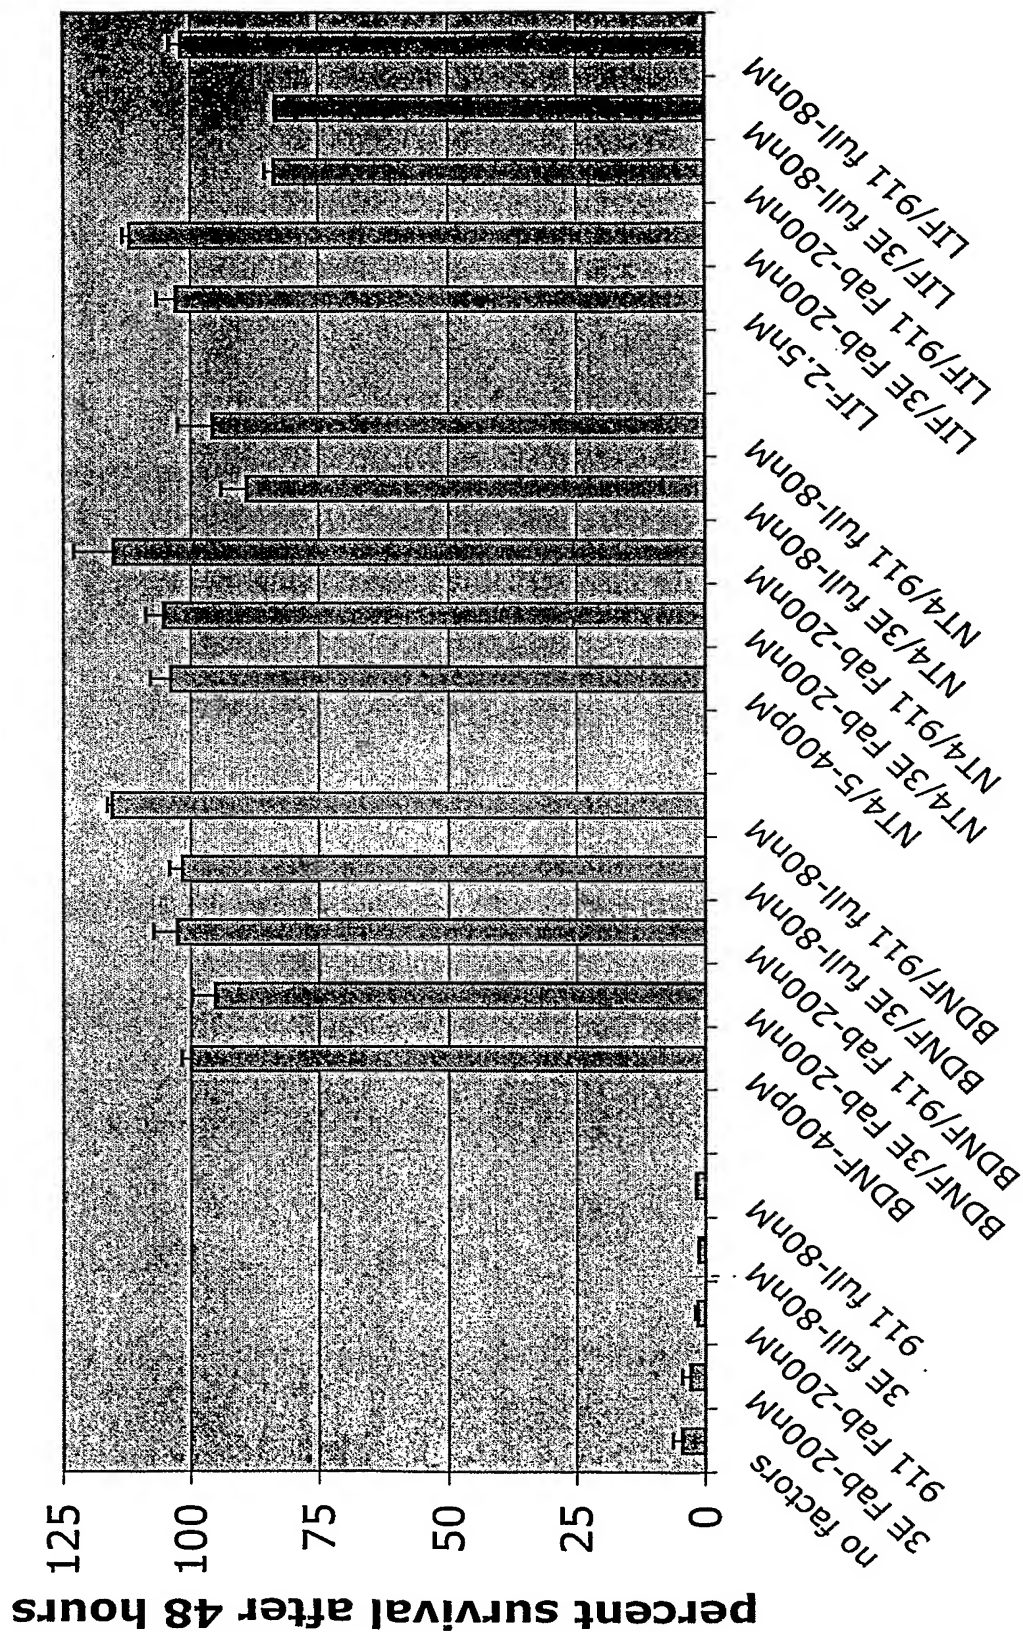 percent survival after 48 hours
125
100
75
50
25
0
no factors
3E Fab-200nM
911 Fab-200nM
3E full-80nM
911 full-80nM
BDNF-400pM
BDNF/3E Fab-200nM
BDNF/911 Fab-200nM
BDNF/3E full-80nM
BDNF/911 full-80nM
NT4/5-400pM
NT4/3E Fab-200nM
NT4/911 Fab-200nM
NT4/3E full-80nM
NT4/911 full-80nM
LIF-2.5nM
LIF/3E Fab-200nM
LIF/911 Fab-200nM
LIF/3E full-80nM
LIF/911 full-80nM